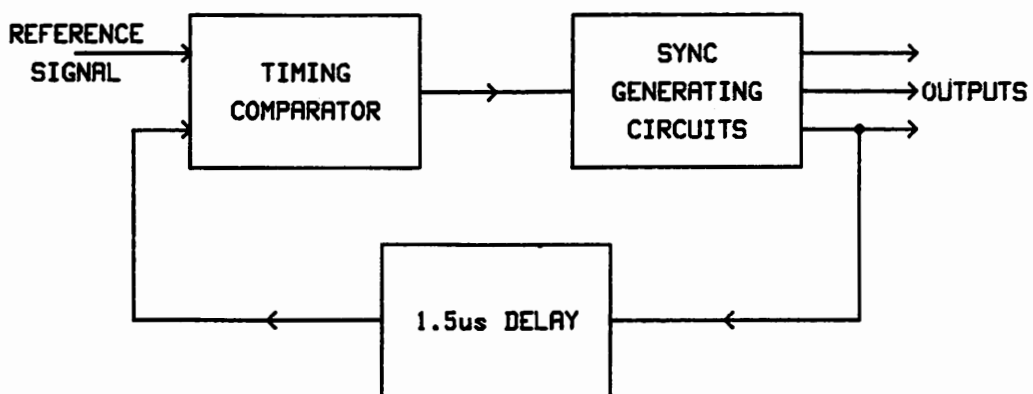 REFERENCE
SIGNAL
TIMING
COMPARATOR
SYNC
GENERATING
CIRCUITS
OUTPUTS
1.5us DELAY